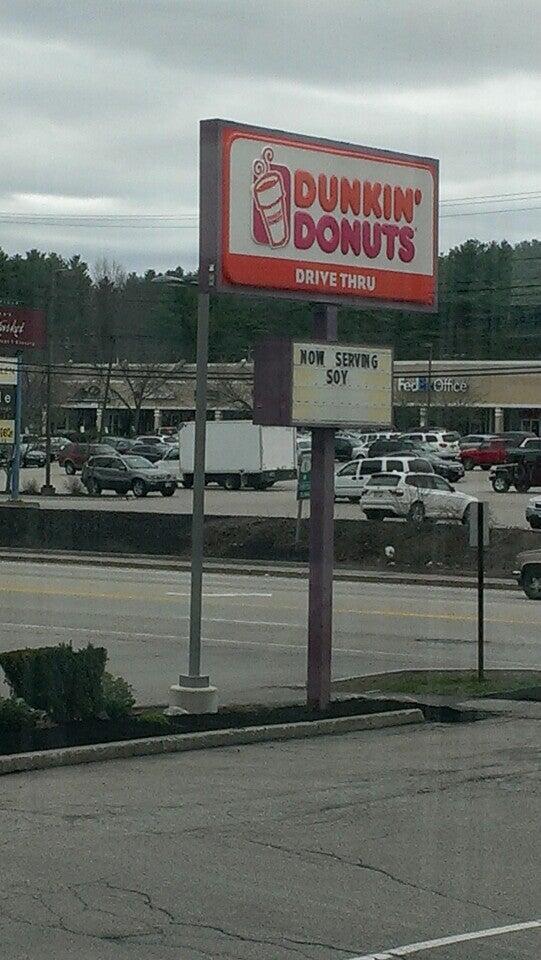 DUNKIN'
DONUTS
DRIVE THRU
NOW SERVING
SOY
FedEx Office